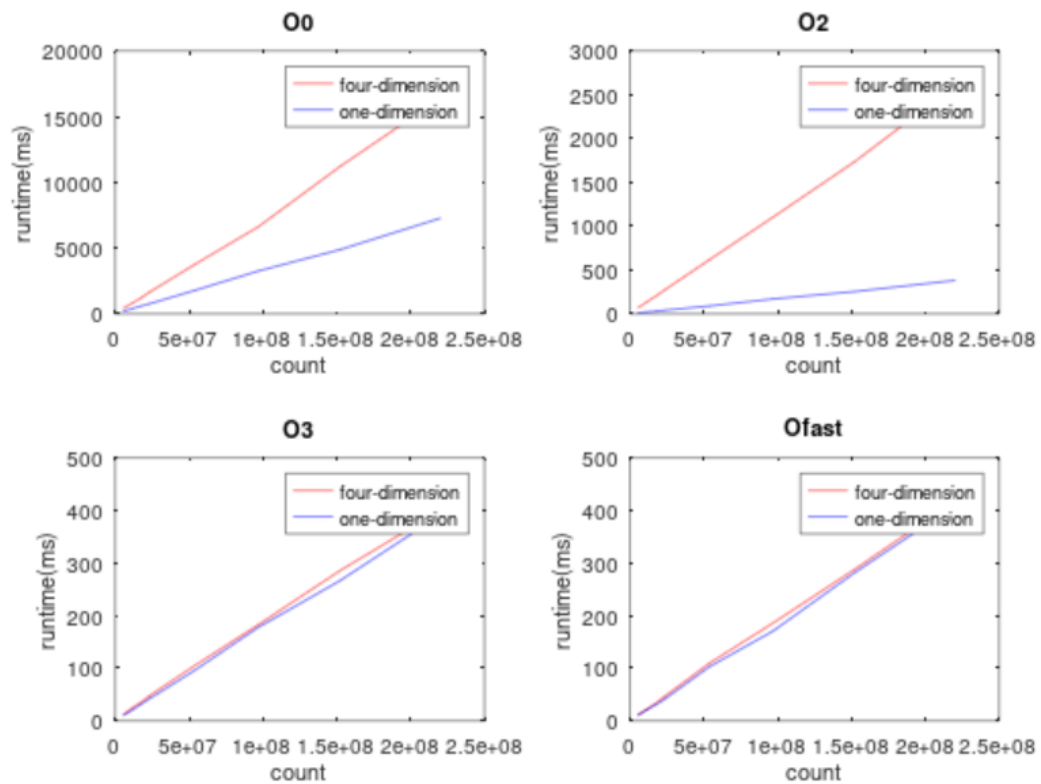 O0
20000
15000
10000
5000
0
runtime(ms)
four-dimension
one-dimension
0 5e+07 1e+08 1.5e+08 2e+08 2.5e+08
count
O2
3000
2500
2000
1500
1000
500
0
runtime(ms)
four-dimension
one-dimension
0 5e+07 1e+08 1.5e+08 2e+08 2.5e+08
count
O3
500
400
300
200
100
0
runtime(ms)
four-dimension
one-dimension
0 5e+07 1e+08 1.5e+08 2e+08 2.5e+08
count
Ofast
500
400
300
200
100
0
runtime(ms)
four-dimension
one-dimension
0 5e+07 1e+08 1.5e+08 2e+08 2.5e+08
count